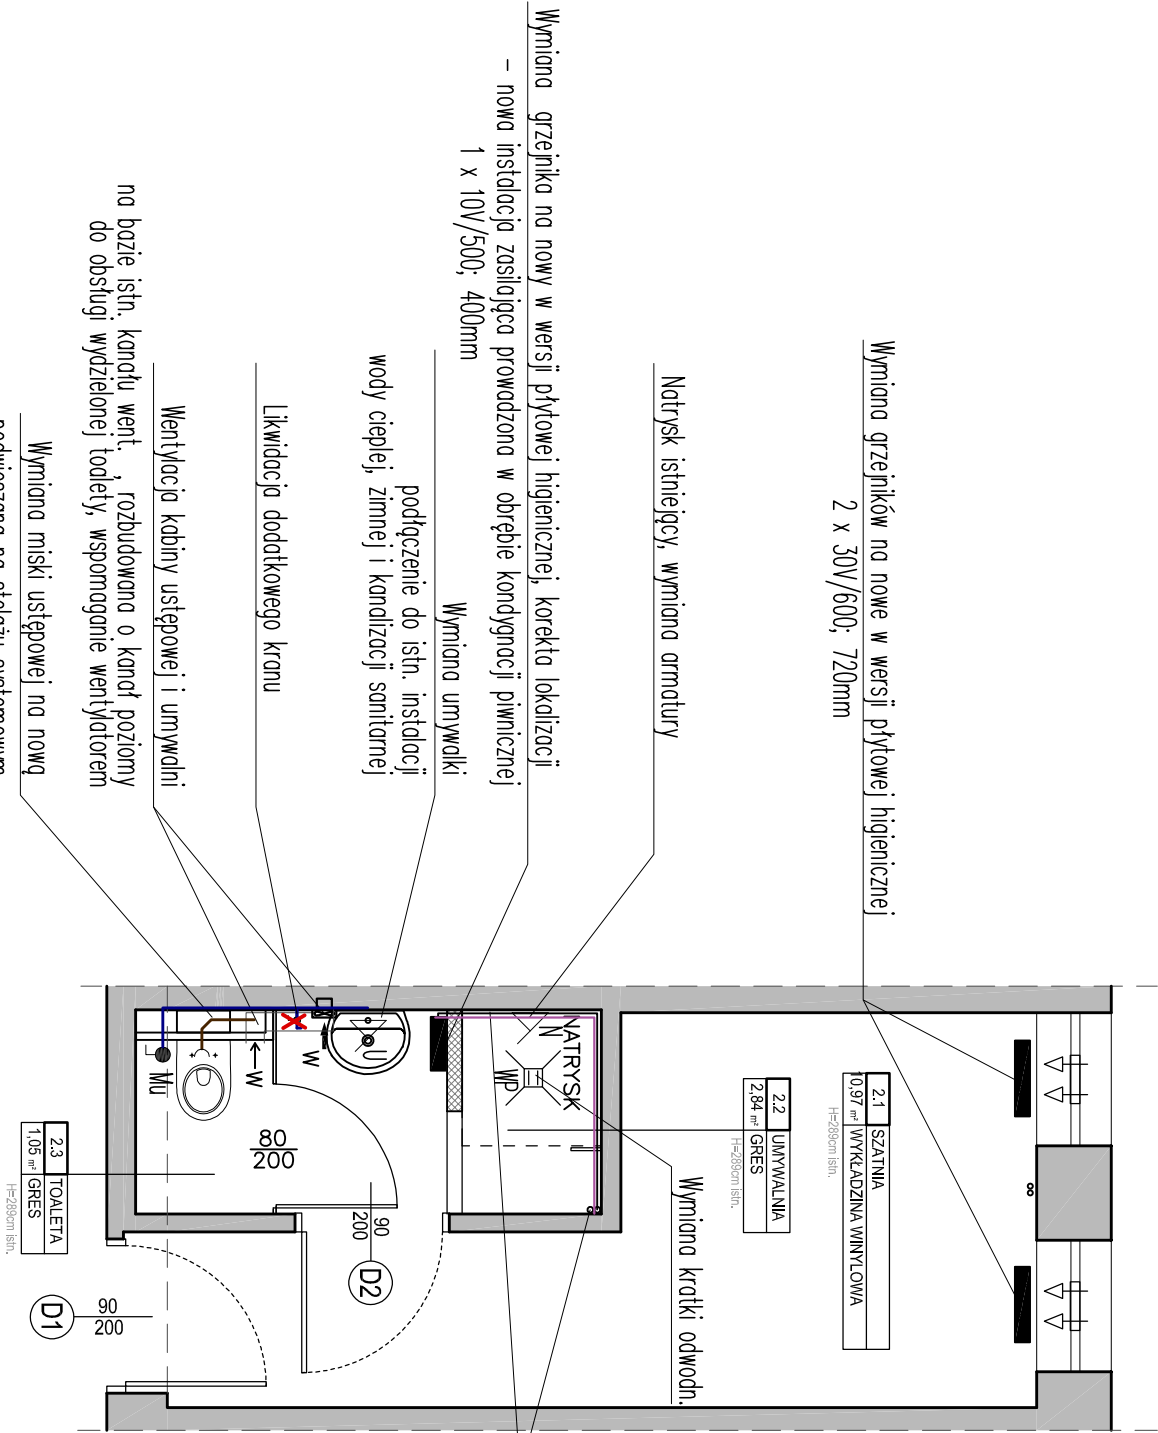 Wymiana grzejników na nowe w wersji płytowej higienicznej
2 x 30V/600; 720mm
Natrysk istniejący, wymiana armatury
Wymiana grzejnika na nowy w wersji płytowej higienicznej, korekta lokalizacji
- nowa instalacja zasilająca prowadzona w obrębie kondygnacji piwnicznej
1 x 10V/500; 400mm
Wymiana umywalki
podłączenie do istn. instalacji
wody ciepłej, zimnej i kanalizacji sanitarnej
Likwidacja dodatkowego kranu
Wentylacja kabiny ustępowej i umywalni
na bazie istn. kanału went. , rozbudowana o kanał poziomy
do obsługi wydzielonej toalety, wspomaganie wentylatorem
Wymiana miski ustępowej na nową
podwieszaną na stelażu systemowym
2.1 SZATNIA
10,97 m² WYKŁADZINA WINYLOWA
H=289cm istn.
2.2 UMYWALNIA
2,84 m² GRES
H=289cm istn.
Wymiana kratki odwodn.
NATRYSK
N
WP
U
W
W
MU
80
200
90
200
D2
2.3 TOALETA
1,05 m² GRES
H=289cm istn.
90
200
D1